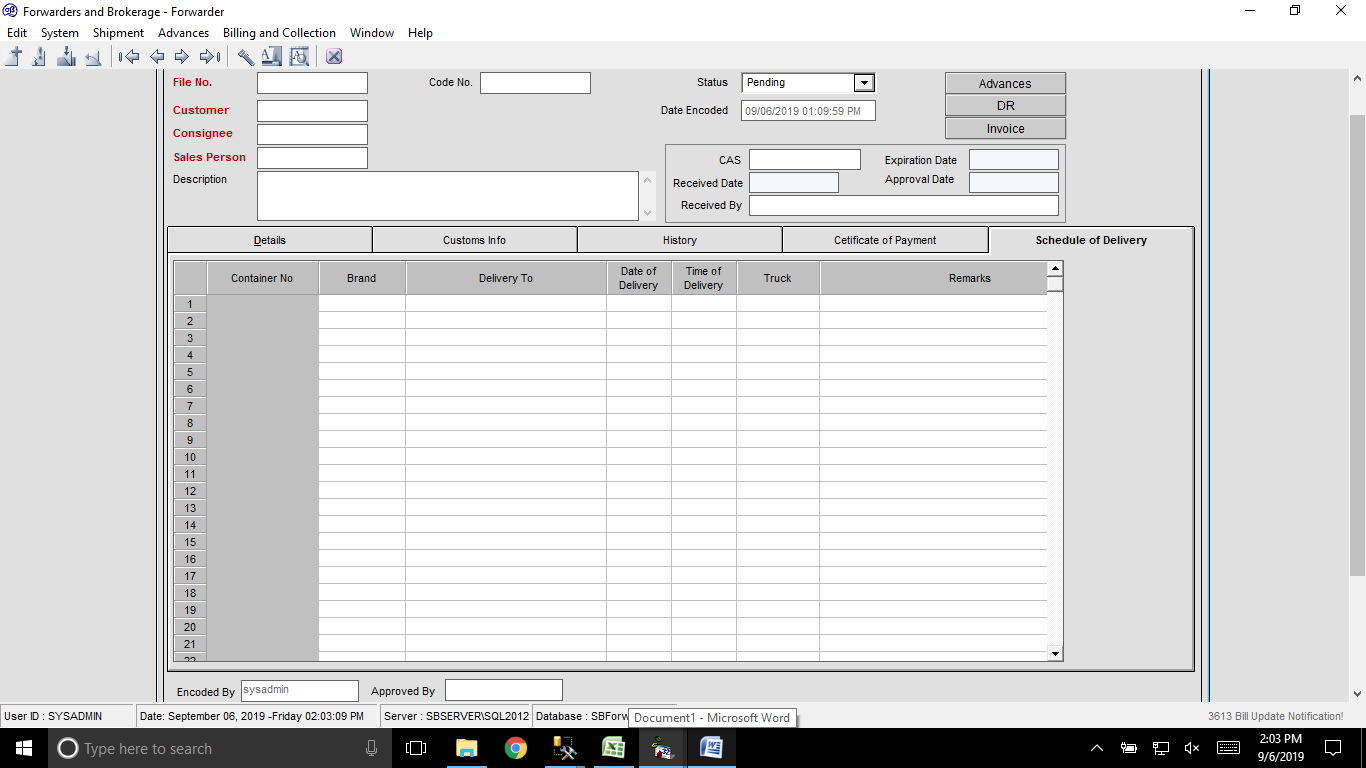 Forwarders and Brokerage - Forwarder
Edit System Shipment Advances Billing and Collection Window Help
File No. Code No. Status Pending Advances
Customer Date Encoded 09/06/2019 01:09:59 PM DR
Consignee Invoice
Sales Person CAS Expiration Date
Description Received Date Approval Date
Received By
Details Customs Info History Cetificate of Payment Schedule of Delivery
Container No Brand Delivery To Date of Delivery Time of Delivery Truck Remarks
1
2
3
4
5
6
7
8
9
10
11
12
13
14
15
16
17
18
19
20
21
22
Encoded By sysadmin Approved By
User ID : SYSADMIN Date: September 06, 2019 -Friday 02:03:09 PM Server : SBSERVER\SQL2012 Database : SBForw Document1 - Microsoft Word 3613 Bill Update Notification!
Type here to search 2:03 PM
9/6/2019